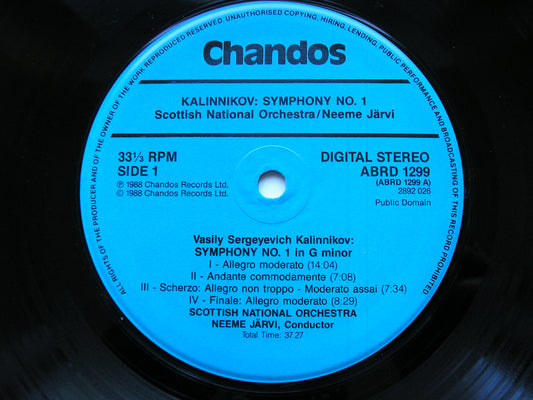 ALL RIGHTS OF THE PRODUCER AND OF THE OWNER OF THE WORK REPRODUCED RESERVED. UNAUTHORISED COPYING, HIRING, LENDING, PUBLIC PERFORMANCE AND BROADCASTING OF THIS RECORD PROHIBITED
Chandos
KALINNIKOV: SYMPHONY NO. 1
Scottish National Orchestra/Neeme Järvi
33⅓ RPM
SIDE 1
℗ 1988 Chandos Records Ltd.
© 1988 Chandos Records Ltd.
DIGITAL STEREO
ABRD 1299
(ABRD 1299 A)
2892 026
Public Domain
Vasily Sergeyevich Kalinnikov:
SYMPHONY NO. 1 in G minor
I - Allegro moderato (14:04)
II - Andante commodamente (7:08)
III - Scherzo: Allegro non troppo - Moderato assai (7:34)
IV - Finale: Allegro moderato (8:29)
SCOTTISH NATIONAL ORCHESTRA
NEEME JÄRVI, Conductor
Total Time: 37.27